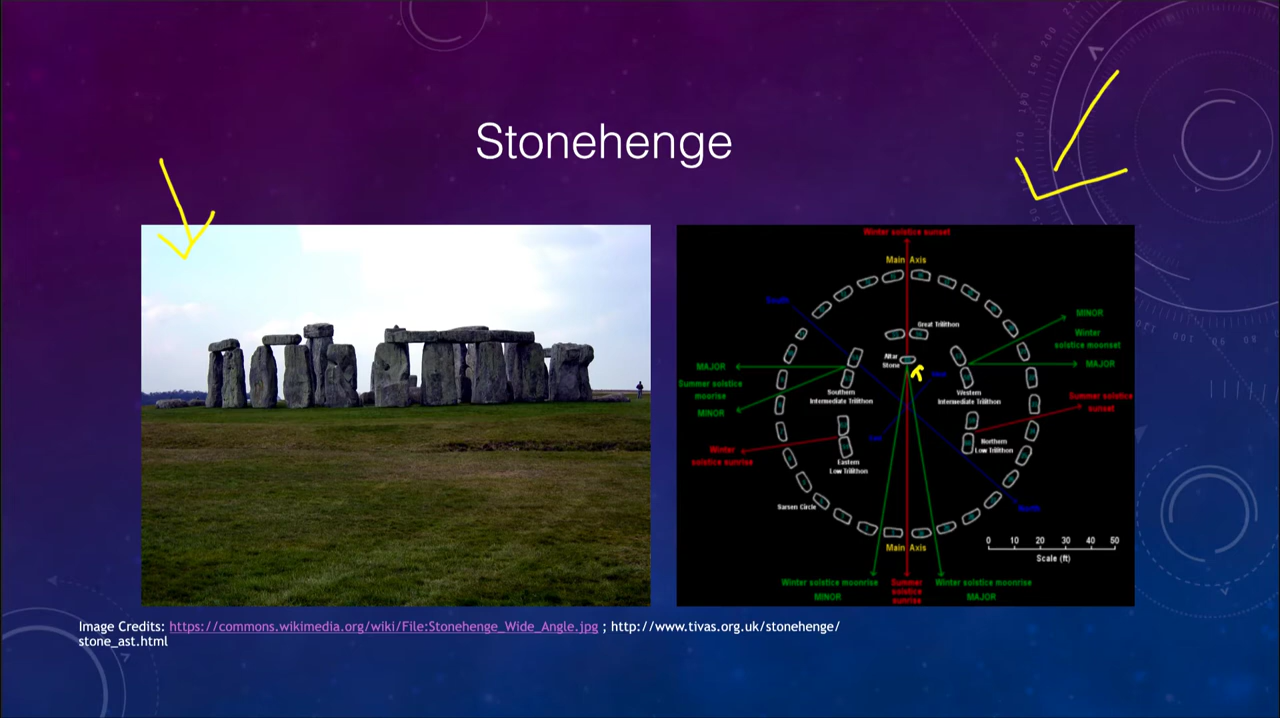 Stonehenge
Winter solstice sunset
Main Axis
South
Great Trilithon
MINOR
Winter
solstice moonset
MAJOR
Altar
Stone
MAJOR
Summer solstice
moorise
MINOR
Southern
Intermediate Trilithon
Western
Intermediate Trilithon
Summer solstice
sunset
Winter
solstice sunrise
Northern
Low Trilithon
Eastern
Low Trilithon
Sarsen Circle
North
Main Axis
0 10 20 30 40 50
Scale (ft)
Winter solstice moonrise
MINOR
Summer
solstice
sunrise
Winter solstice moonrise
MAJOR
Image Credits: https://commons.wikimedia.org/wiki/File:Stonehenge_Wide_Angle.jpg ; http://www.tivas.org.uk/stonehenge/
stone_ast.html